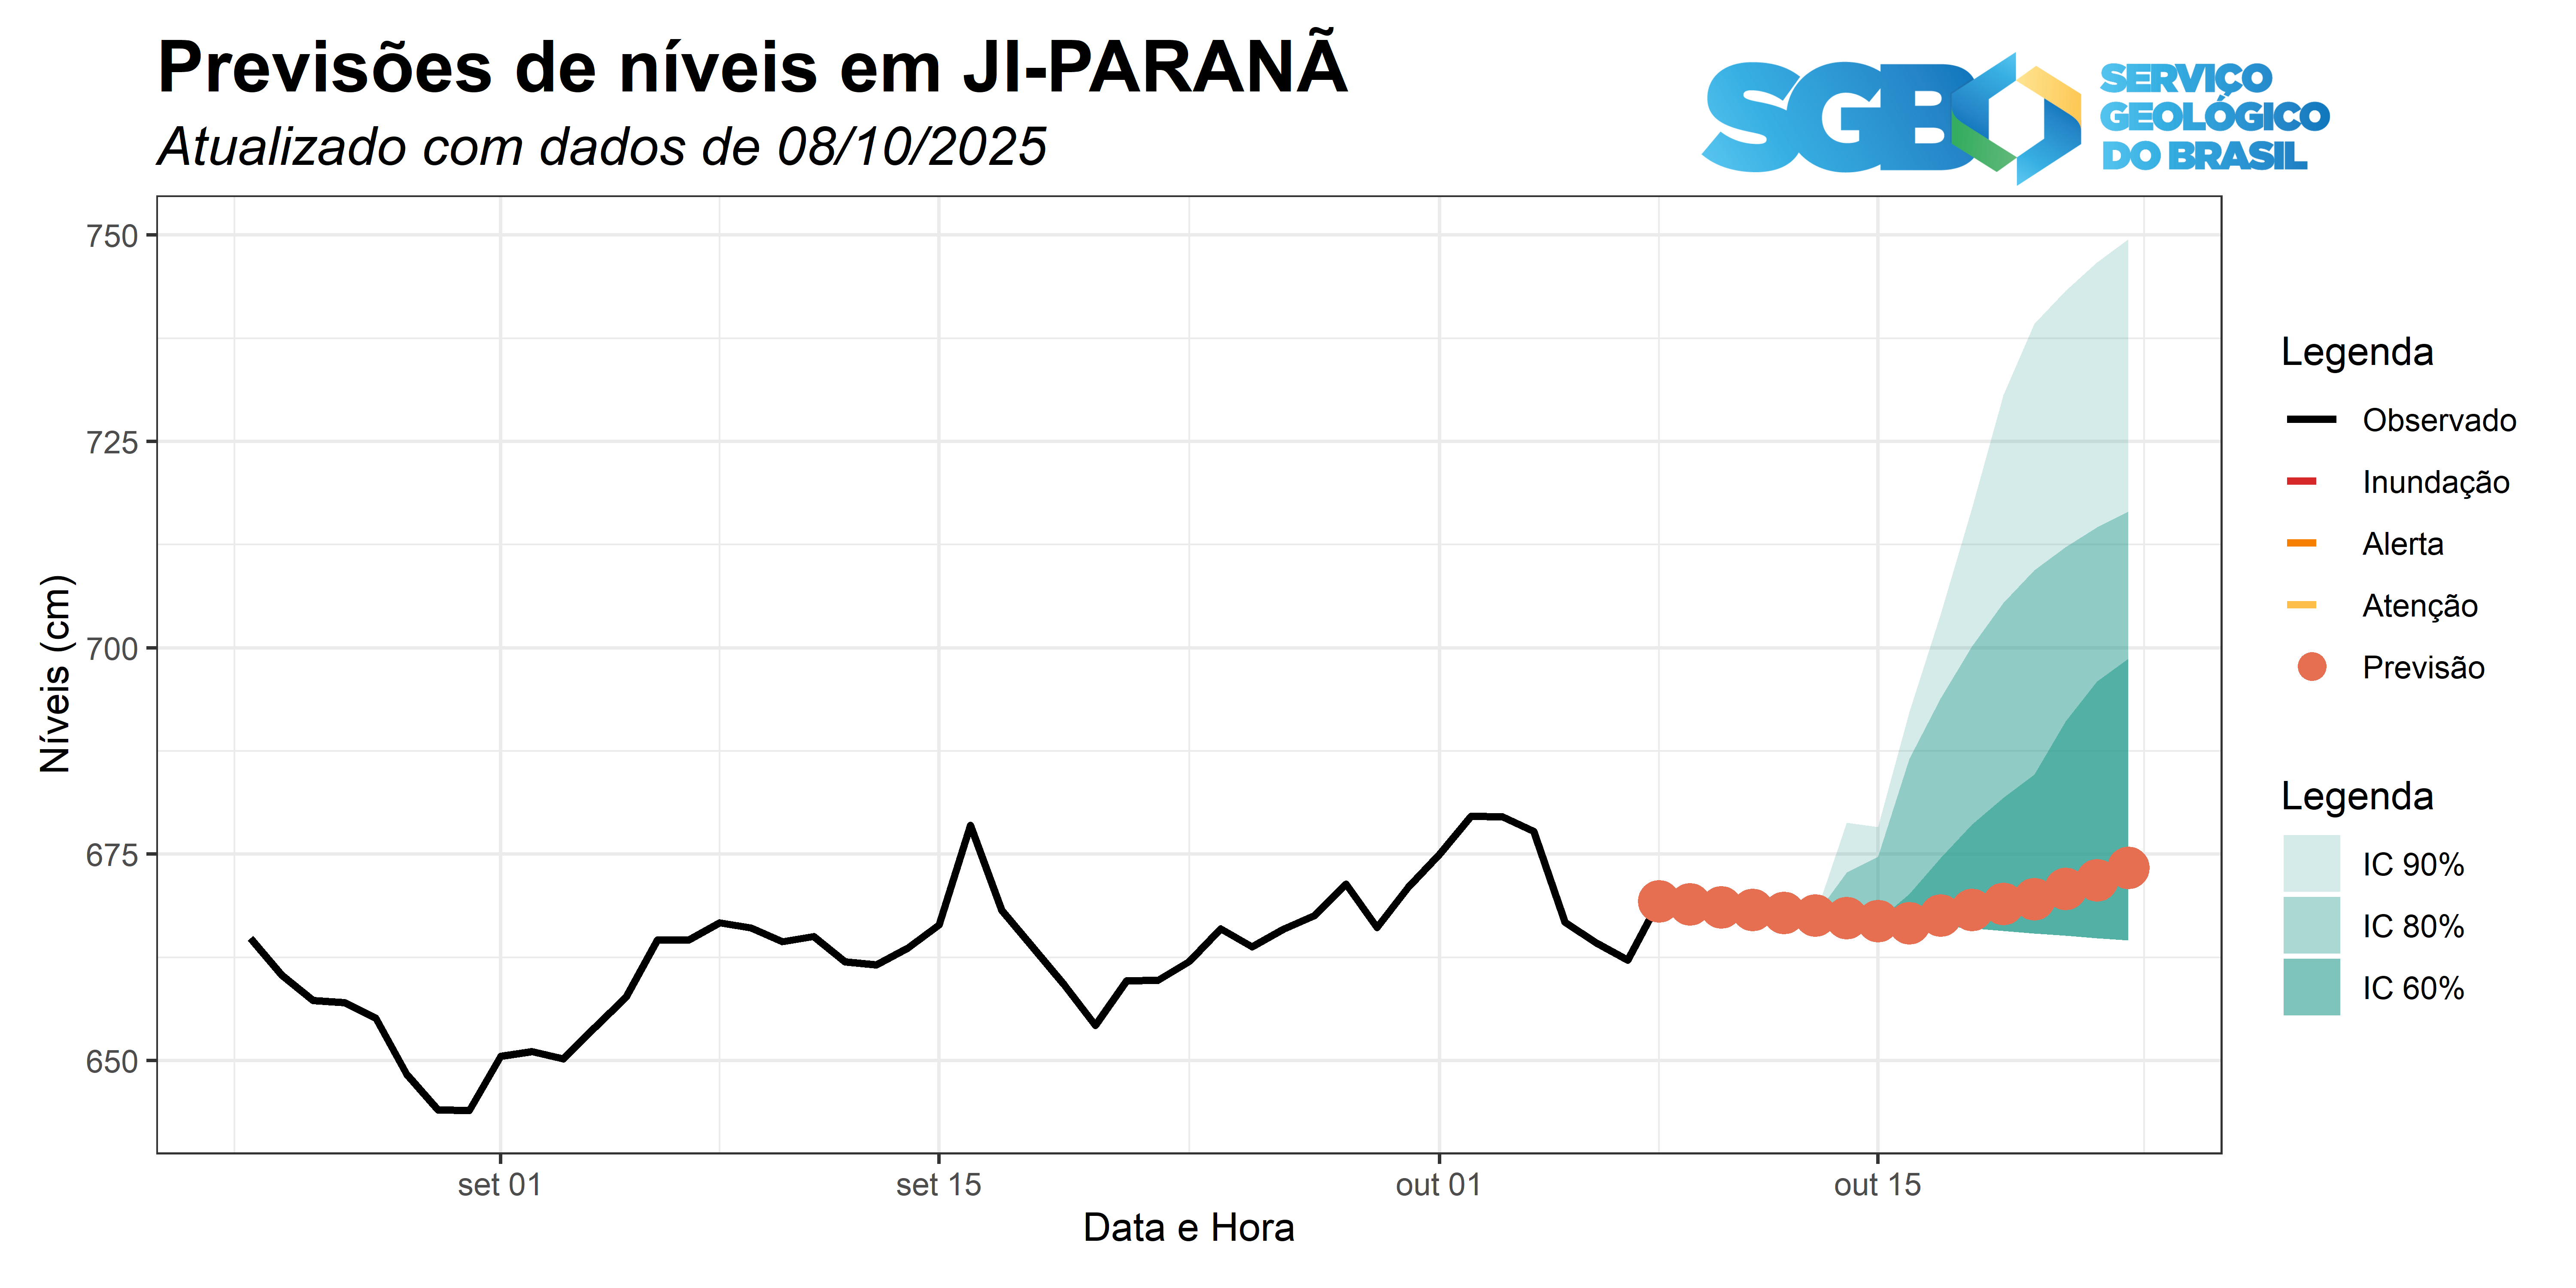 Previsões de níveis em JI-PARANÃ
Atualizado com dados de 08/10/2025
SGB
SERVIÇO
GEOLÓGICO
DO BRASIL
Níveis (cm)
750
725
700
675
650
set 01
set 15
out 01
out 15
Data e Hora
Legenda
Observado
Inundação
Alerta
Atenção
Previsão
Legenda
IC 90%
IC 80%
IC 60%